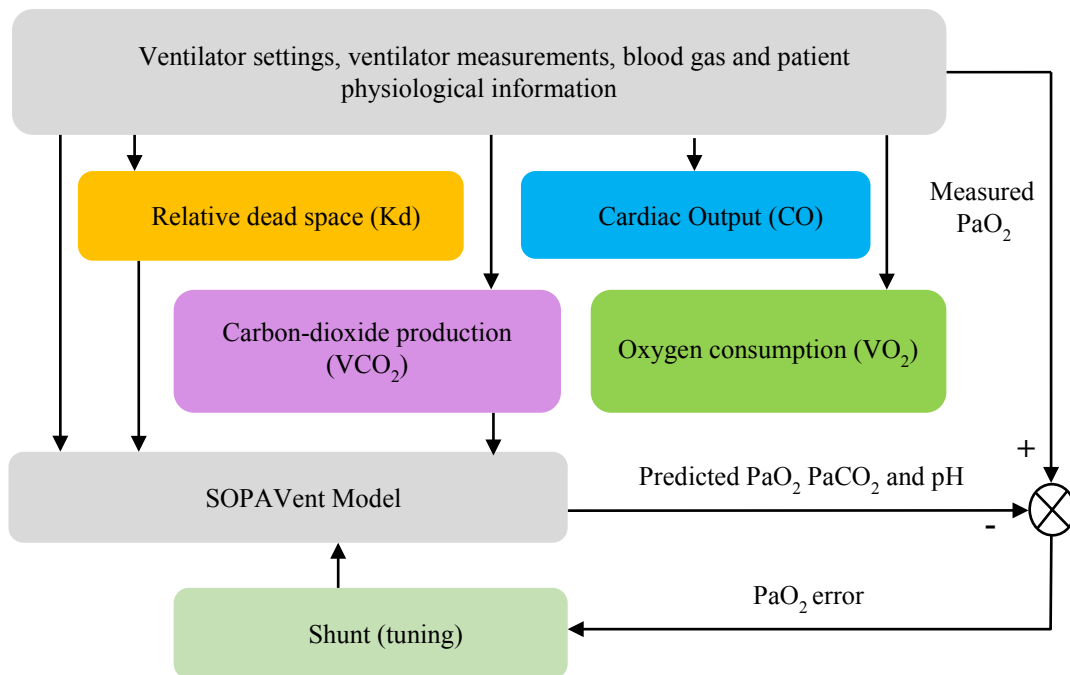 Ventilator settings, ventilator measurements, blood gas and patient
physiological information
Relative dead space (Kd)
Cardiac Output (CO)
Measured
PaO₂
Carbon-dioxide production
(VCO₂)
Oxygen consumption (VO₂)
+
SOPAVent Model
Predicted PaO₂ PaCO₂ and pH
-
PaO₂ error
Shunt (tuning)